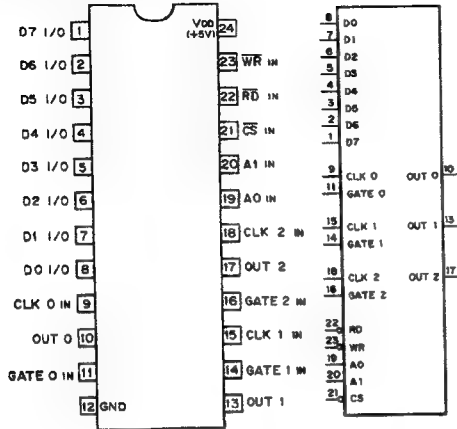 D7 I/O 1
D6 I/O 2
D5 I/O 3
D4 I/O 4
D3 I/O 5
D2 I/O 6
D1 I/O 7
D0 I/O 8
CLK 0 IN 9
OUT 0 10
GATE 0 IN 11
12 GND
VDD (+5V) 24
23 W̅R̅ IN
22 R̅D̅ IN
21 C̅S̅ IN
20 A1 IN
19 A0 IN
18 CLK 2 IN
17 OUT 2
16 GATE 2 IN
15 CLK 1 IN
14 GATE 1 IN
13 OUT 1
8 D0
7 D1
6 D2
5 D3
4 D4
3 D5
2 D6
1 D7
9 CLK 0 OUT 0 10
11 GATE 0
15 CLK 1 OUT 1 13
14 GATE 1
18 CLK 2 OUT 2 17
16 GATE 2
22 RD
23 WR
19 A0
20 A1
21 CS